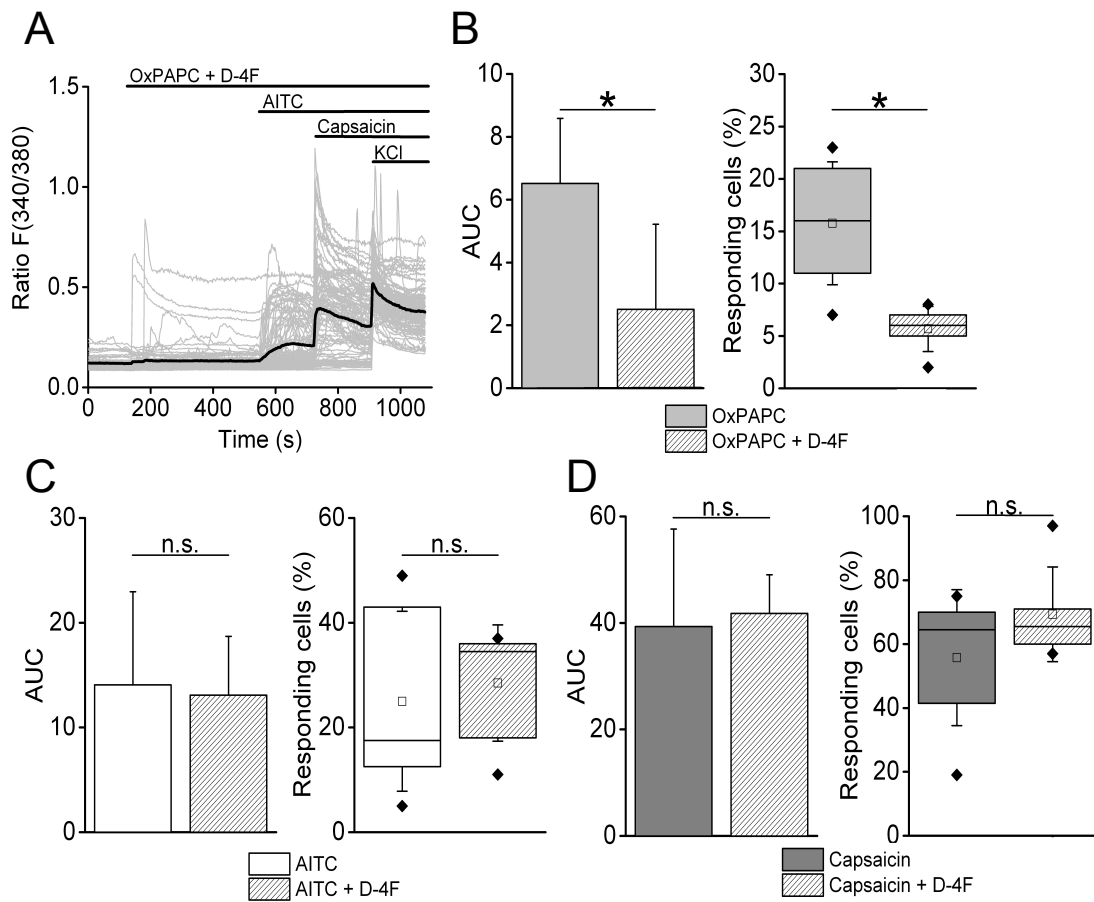 A
OxPAPC + D-4F
AITC
Capsaicin
KCl
1.5
1.0
0.5
0.0
Ratio F(340/380)
0 200 400 600 800 1000
Time (s)
B
10
8
6
4
2
0
AUC
*
30
25
20
15
10
5
0
Responding cells (%)
*
OxPAPC
OxPAPC + D-4F
C
30
20
10
0
AUC
n.s.
60
40
20
0
Responding cells (%)
n.s.
AITC
AITC + D-4F
D
60
40
20
0
AUC
n.s.
100
80
60
40
20
0
Responding cells (%)
n.s.
Capsaicin
Capsaicin + D-4F